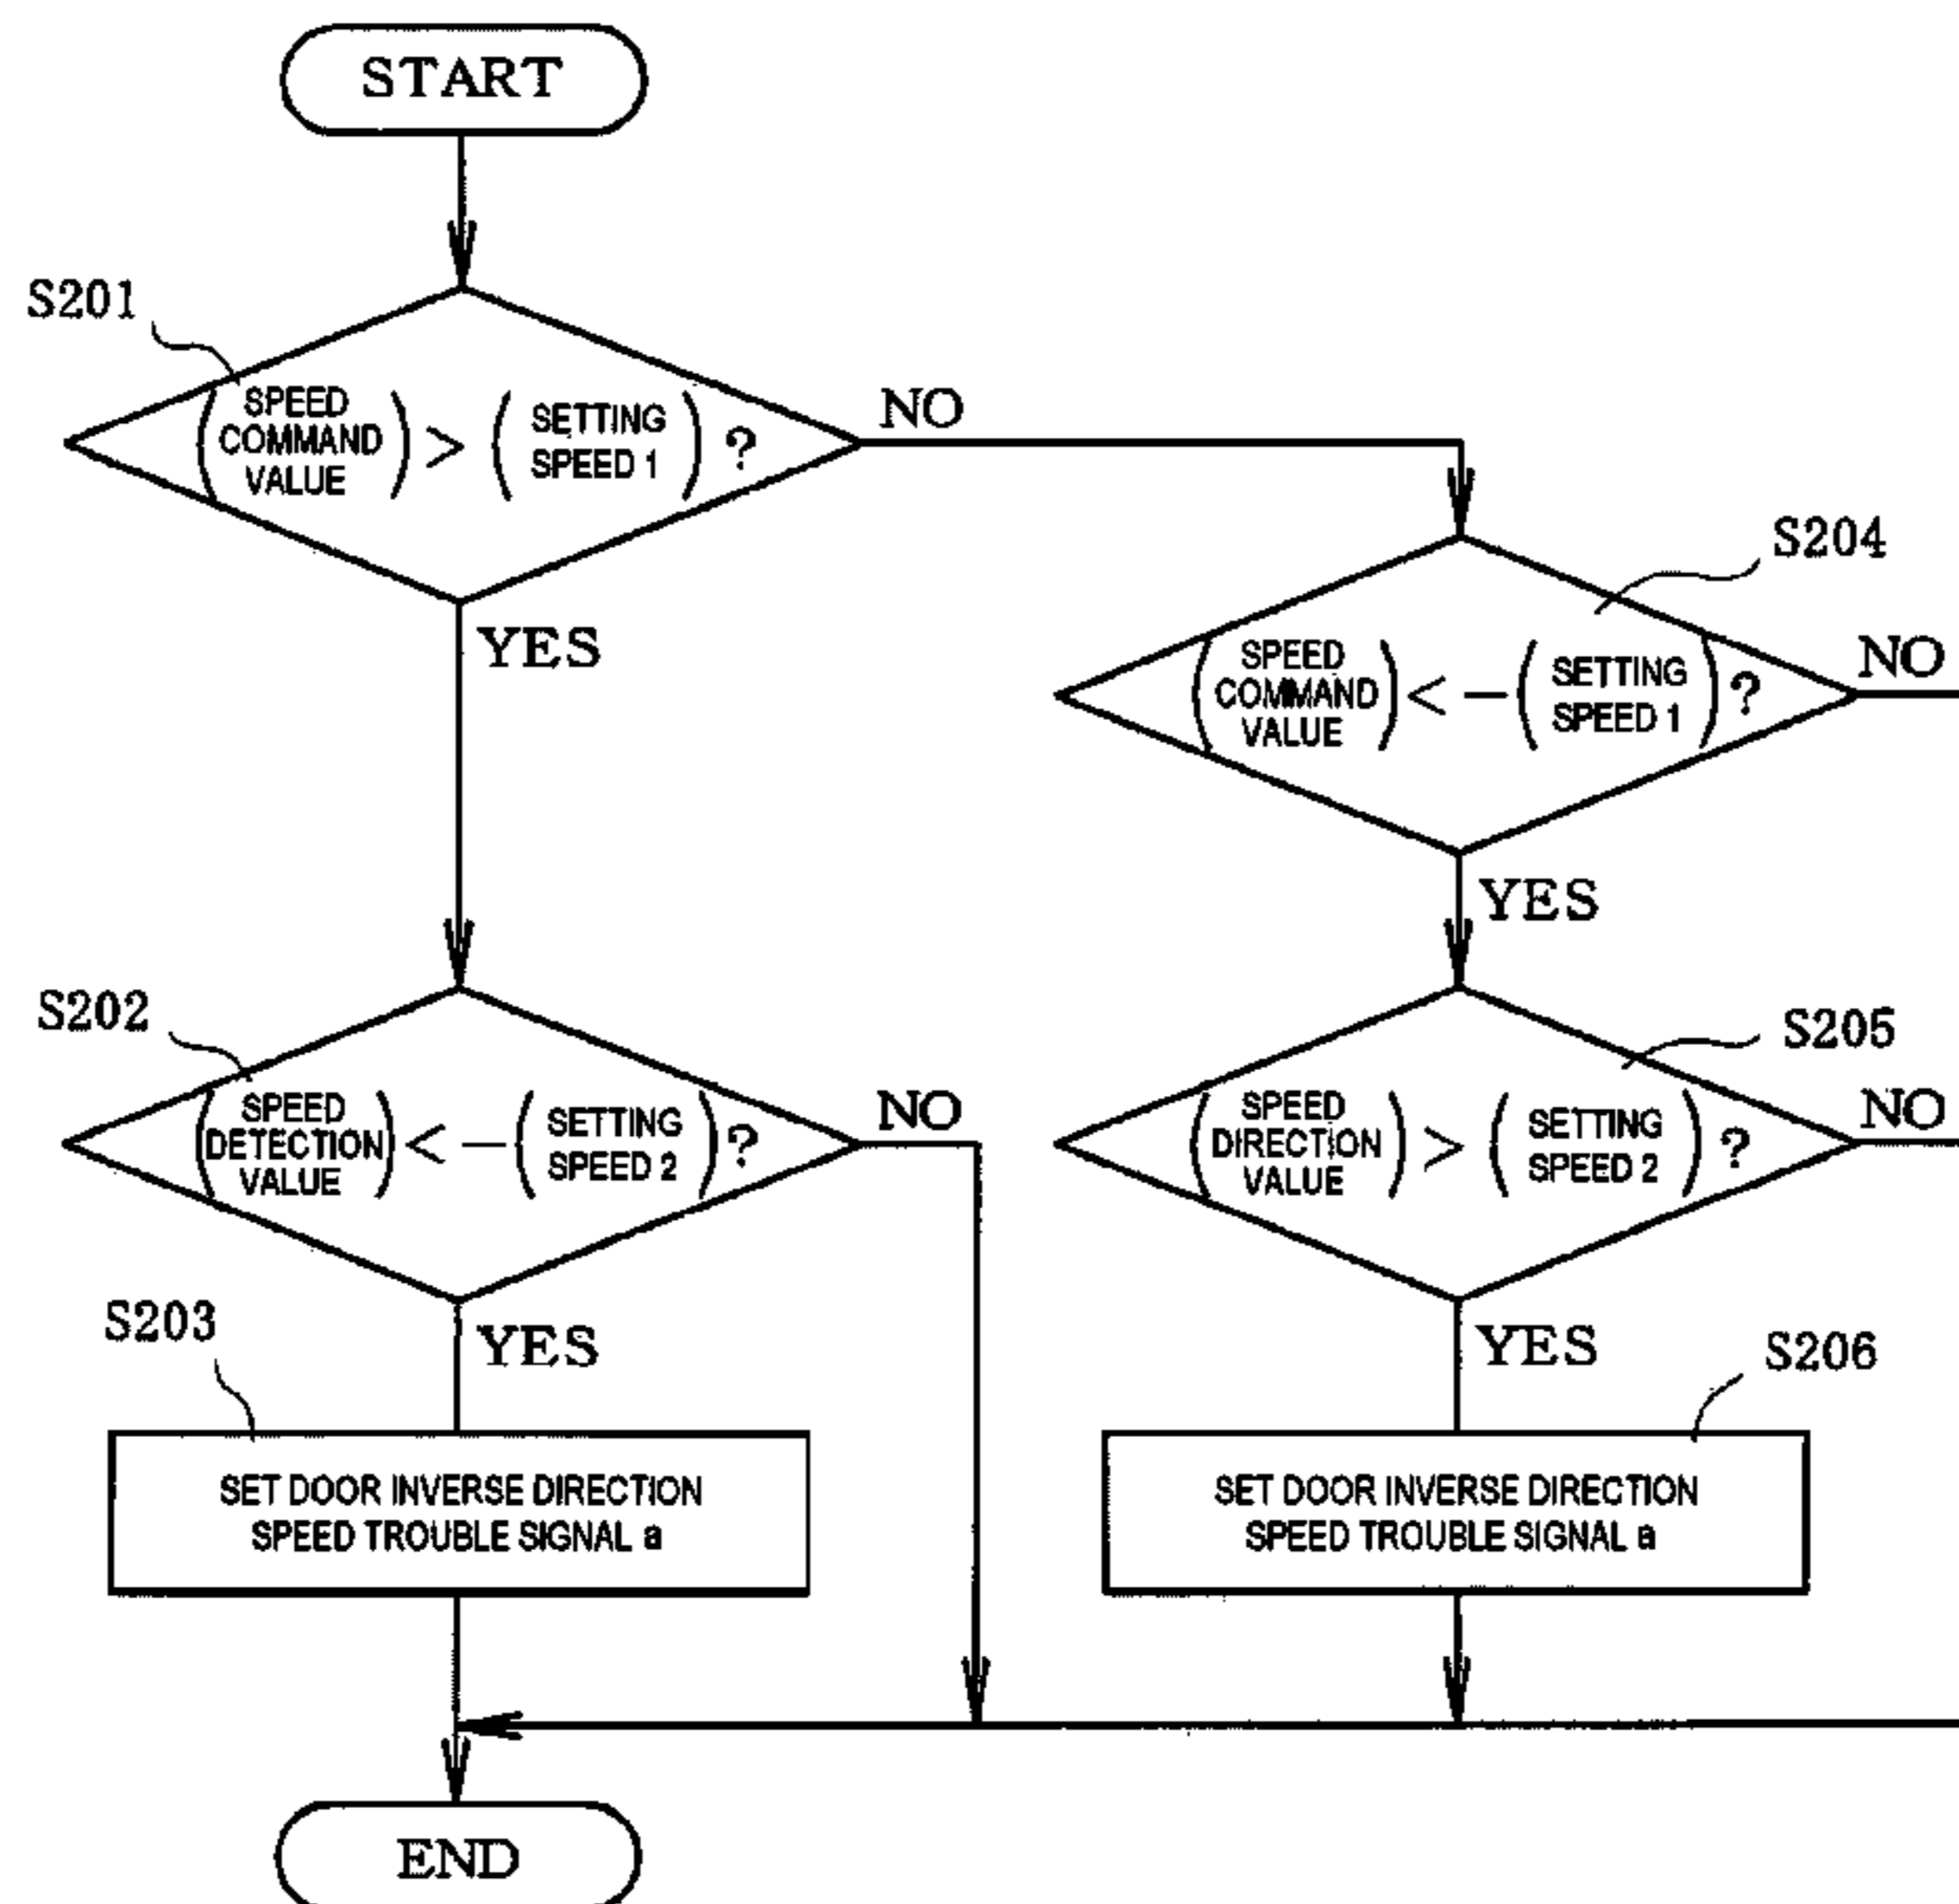 START
S201
( SPEED
COMMAND
VALUE ) > ( SETTING
SPEED 1 ) ?
NO
YES
S204
( SPEED
COMMAND
VALUE ) < − ( SETTING
SPEED 1 ) ?
NO
YES
S202
( SPEED
DETECTION
VALUE ) < − ( SETTING
SPEED 2 ) ?
NO
YES
S205
( SPEED
DIRECTION
VALUE ) > ( SETTING
SPEED 2 ) ?
NO
YES
S203
SET DOOR INVERSE DIRECTION
SPEED TROUBLE SIGNAL a
S206
SET DOOR INVERSE DIRECTION
SPEED TROUBLE SIGNAL a
END